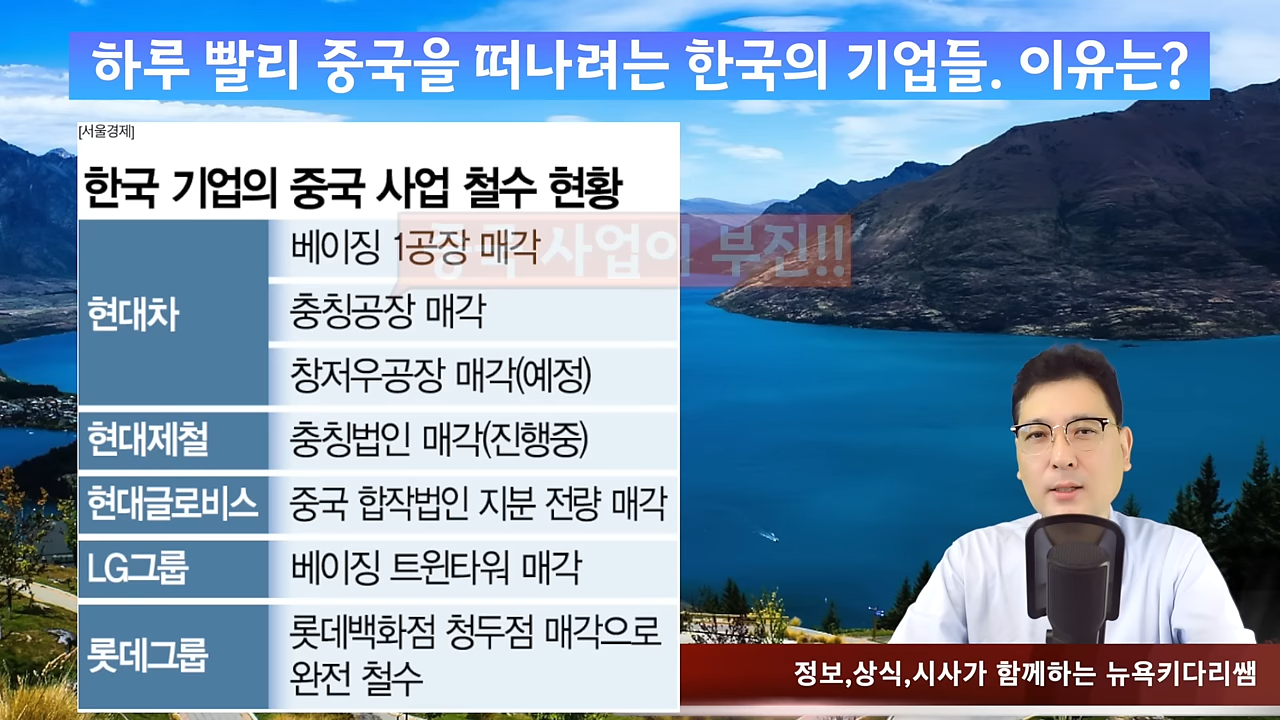 하루 빨리 중국을 떠나려는 한국의 기업들. 이유는?
[서울경제]
한국 기업의 중국 사업 철수 현황
현대차
베이징 1공장 매각
충칭공장 매각
창저우공장 매각(예정)
중국 사업이 부진!!
현대제철
충칭법인 매각(진행중)
현대글로비스
중국 합작법인 지분 전량 매각
LG그룹
베이징 트윈타워 매각
롯데그룹
롯데백화점 청두점 매각으로
완전 철수
정보,상식,시사가 함께하는 뉴욕키다리쌤